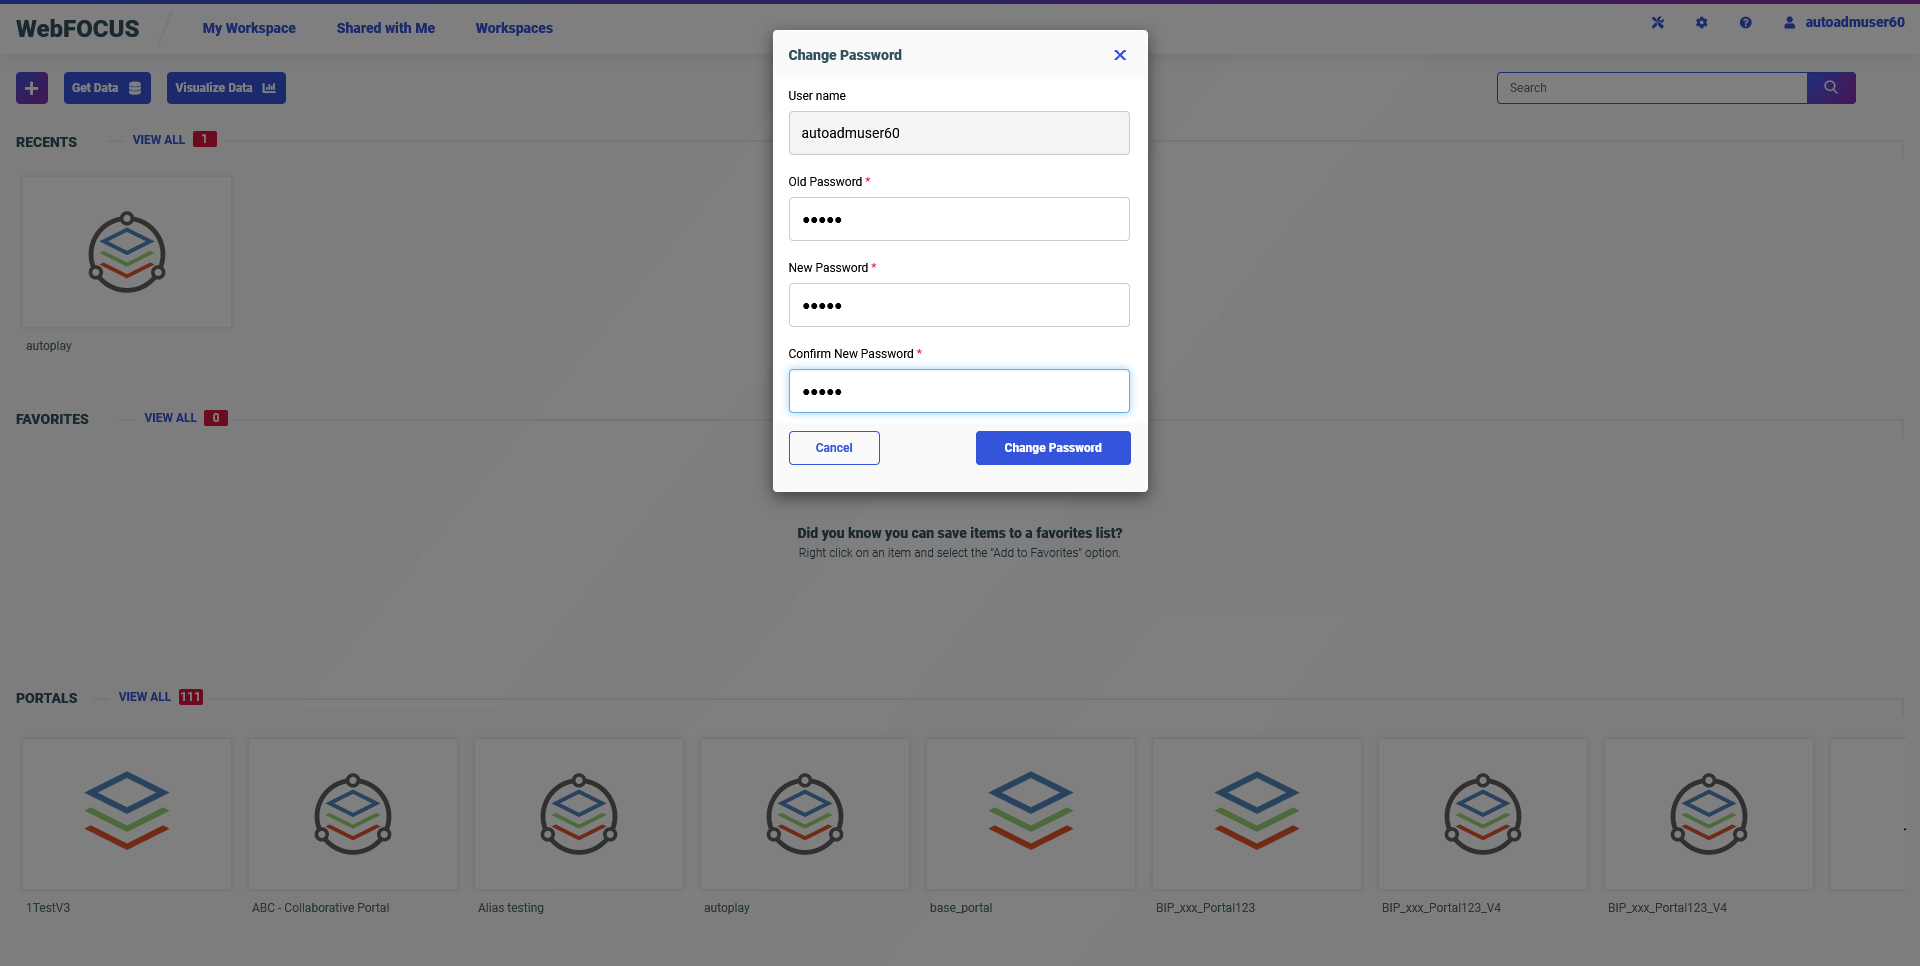 WebFOCUS
My Workspace
Shared with Me
Workspaces
autoadmuser60
Get Data
Visualize Data
Search
RECENTS
VIEW ALL
1
autoplay
Change Password
User name
autoadmuser60
Old Password *
•••••
New Password *
•••••
Confirm New Password *
•••••
Cancel
Change Password
FAVORITES
VIEW ALL
0
Did you know you can save items to a favorites list?
Right click on an item and select the "Add to Favorites" option.
PORTALS
VIEW ALL
111
1TestV3
ABC - Collaborative Portal
Alias testing
autoplay
base_portal
BIP_xxx_Portal123
BIP_xxx_Portal123_V4
BIP_xxx_Portal123_V4